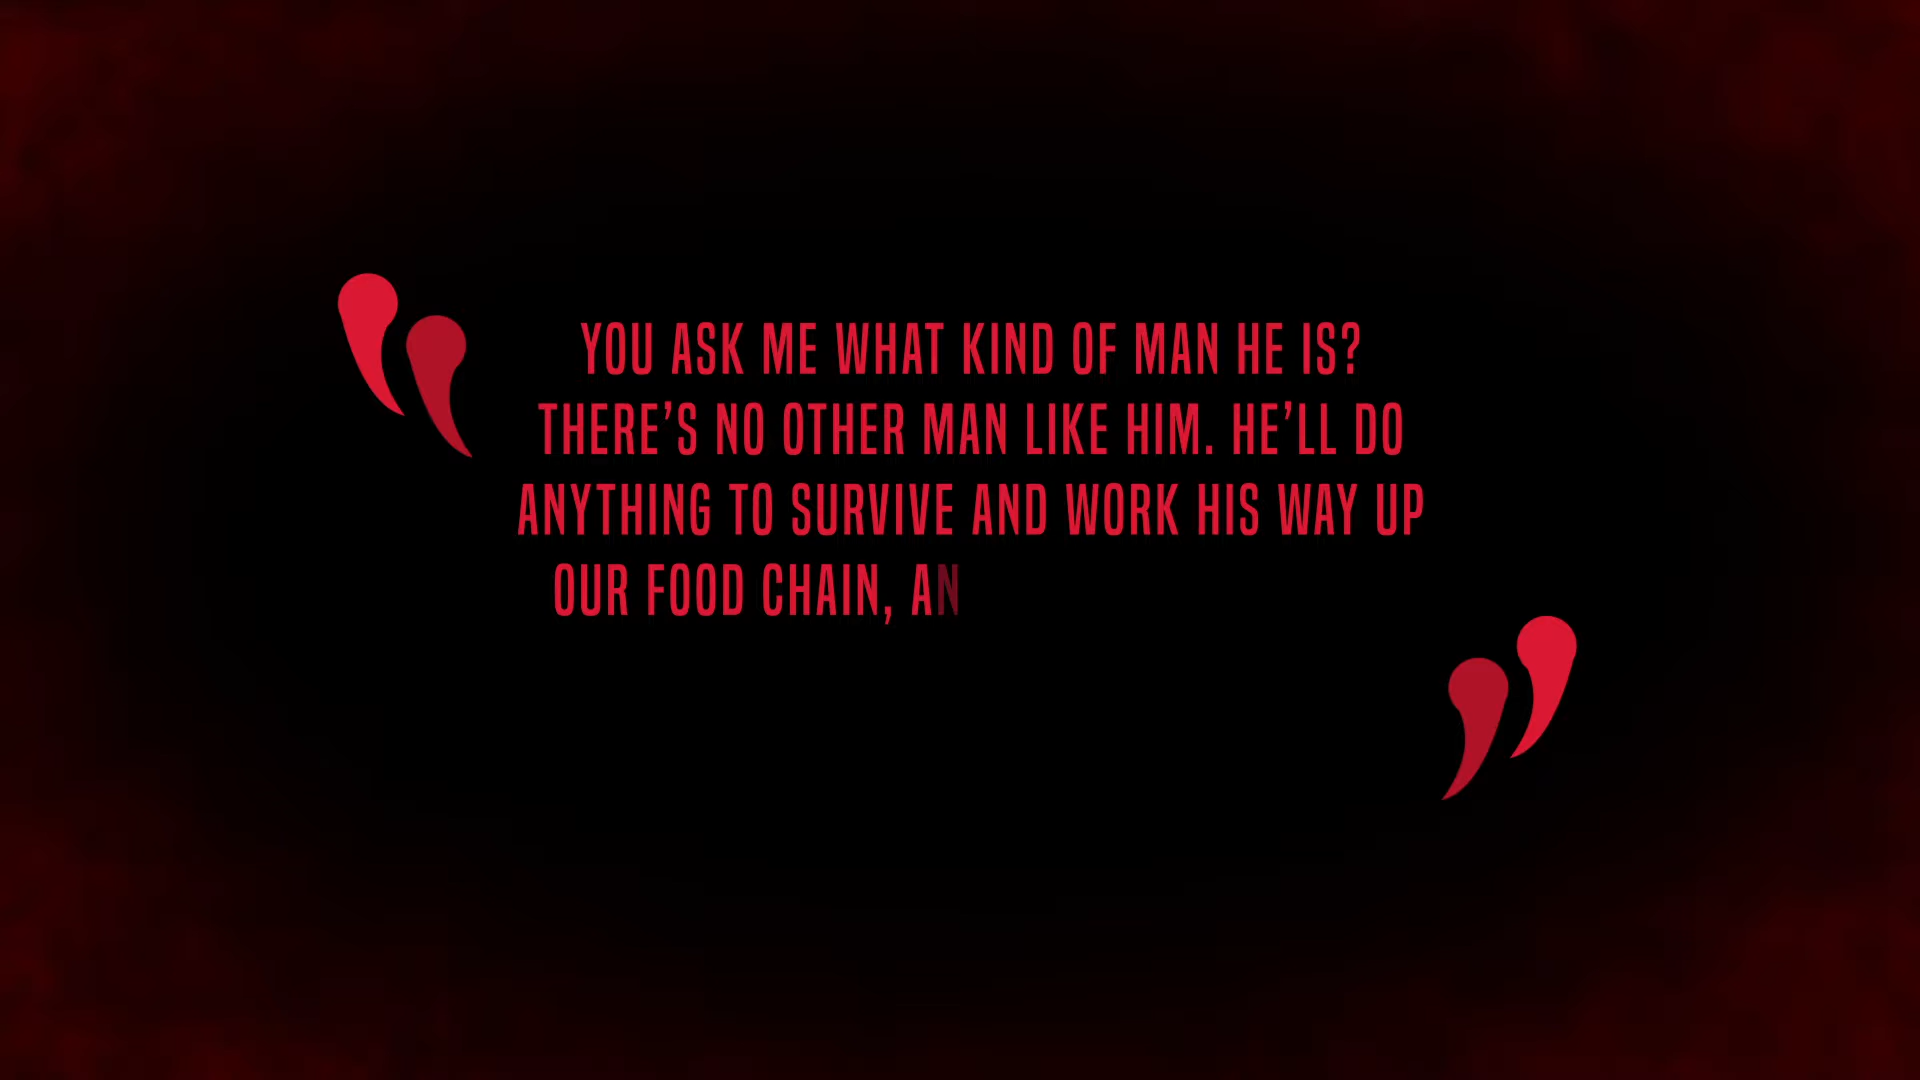 YOU ASK ME WHAT KIND OF MAN HE IS?
THERE’S NO OTHER MAN LIKE HIM. HE’LL DO
ANYTHING TO SURVIVE AND WORK HIS WAY UP
OUR FOOD CHAIN, AN